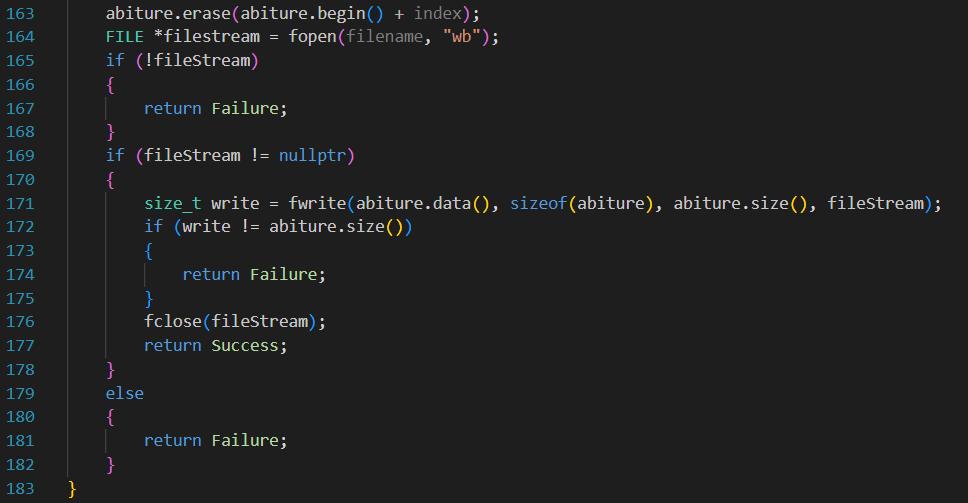 163 abiture.erase(abiture.begin() + index);
164 FILE *filestream = fopen(filename, "wb");
165 if (!fileStream)
166 {
167 return Failure;
168 }
169 if (fileStream != nullptr)
170 {
171 size_t write = fwrite(abiture.data(), sizeof(abiture), abiture.size(), fileStream);
172 if (write != abiture.size())
173 {
174 return Failure;
175 }
176 fclose(fileStream);
177 return Success;
178 }
179 else
180 {
181 return Failure;
182 }
183 }